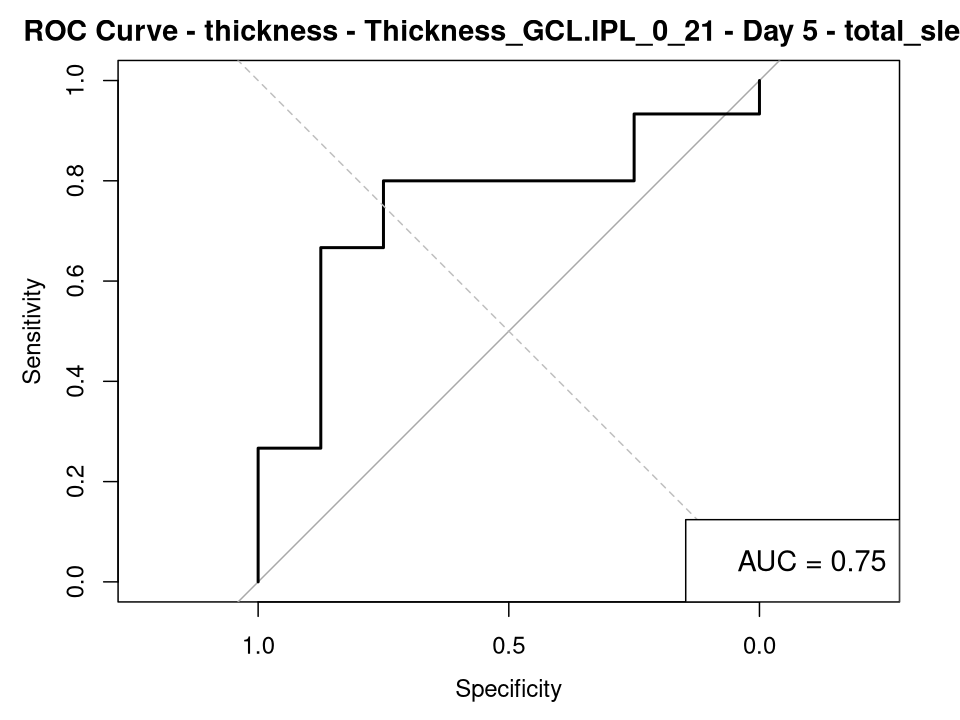 ROC Curve - thickness - Thickness_GCL.IPL_0_21 - Day 5 - total_sle
1.0
0.8
0.6
0.4
0.2
0.0
Sensitivity
AUC = 0.75
1.0 0.5 0.0
Specificity